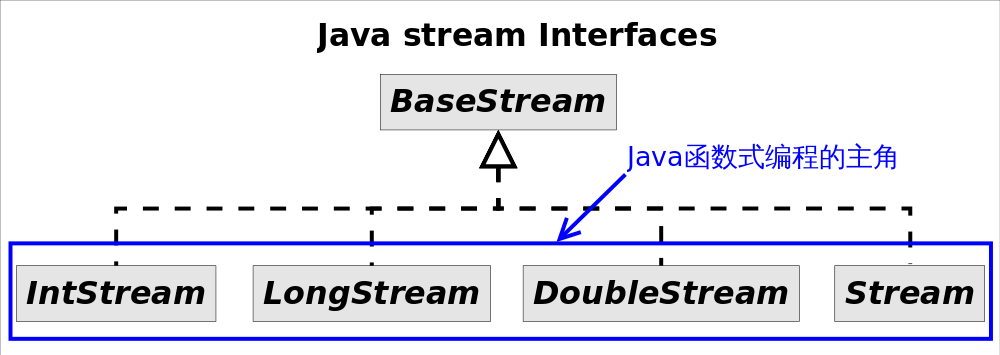 Java stream Interfaces
BaseStream
Java函数式编程的主角
IntStream
LongStream
DoubleStream
Stream